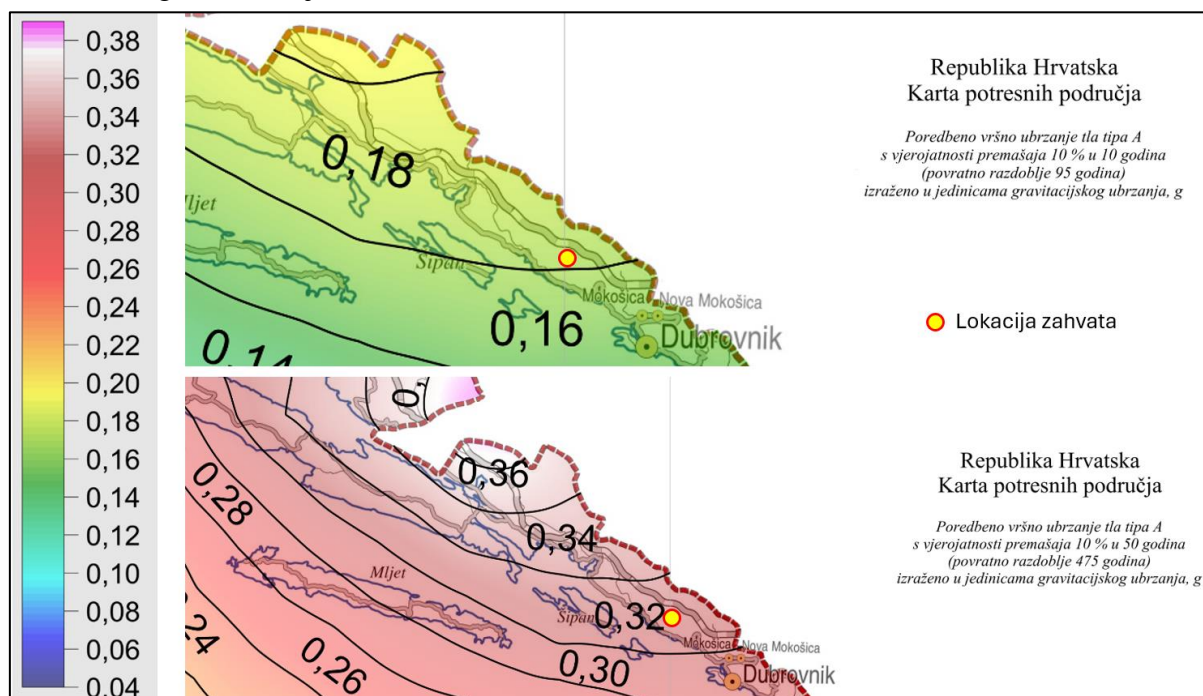 0,38
0,36
0,34
0,32
0,30
0,28
0,26
0,24
0,22
0,20
0,18
0,16
0,14
0,12
0,10
0,08
0,06
0,04
0,18
Mljet
Šipan
0,16
Mokošica Nova Mokošica
Dubrovnik
0,14
Republika Hrvatska
Karta potresnih područja
Poredbeno vršno ubrzanje tla tipa A
s vjerojatnosti premašaja 10 % u 10 godina
(povratno razdoblje 95 godina)
izraženo u jedinicama gravitacijskog ubrzanja, g
Lokacija zahvata
0,36
0,28
0,34
Mljet
Šipan
0,32
Mokošica Nova Mokošica
0,30
Dubrovnik
0,26
Republika Hrvatska
Karta potresnih područja
Poredbeno vršno ubrzanje tla tipa A
s vjerojatnosti premašaja 10 % u 50 godina
(povratno razdoblje 475 godina)
izraženo u jedinicama gravitacijskog ubrzanja, g